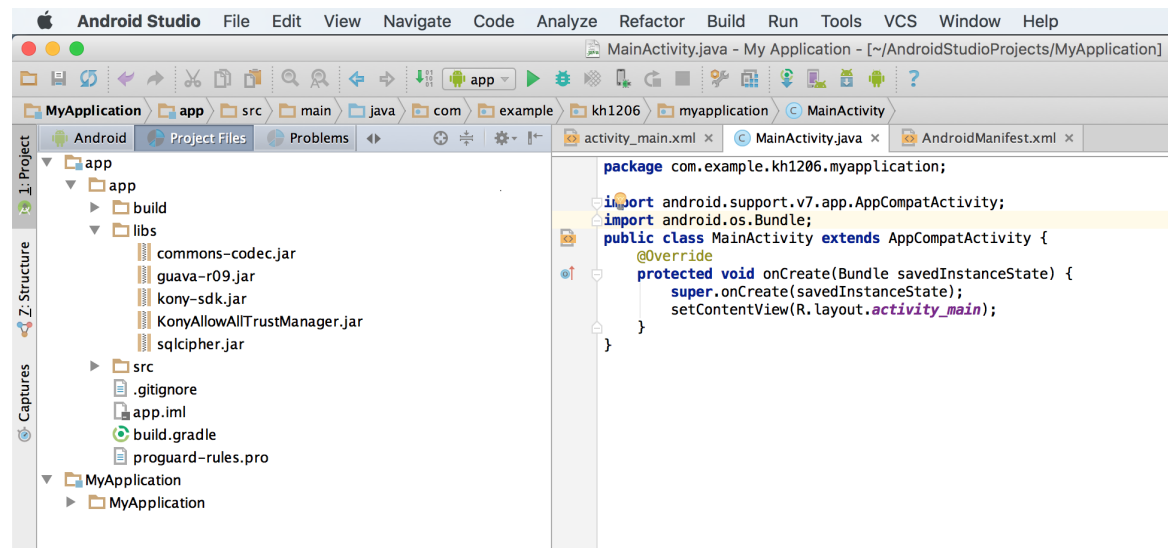 Android Studio File Edit View Navigate Code Analyze Refactor Build Run Tools VCS Window Help
MainActivity.java - My Application - [~/AndroidStudioProjects/MyApplication]
app
?
MyApplication app src main java com example kh1206 myapplication MainActivity
1: Project
Z: Structure
Captures
Android Project Files Problems
app
app
build
libs
commons-codec.jar
guava-r09.jar
kony-sdk.jar
KonyAllowAllTrustManager.jar
sqlcipher.jar
src
.gitignore
app.iml
build.gradle
proguard-rules.pro
MyApplication
MyApplication
activity_main.xml × MainActivity.java × AndroidManifest.xml ×
package com.example.kh1206.myapplication;
import android.support.v7.app.AppCompatActivity;
import android.os.Bundle;
public class MainActivity extends AppCompatActivity {
@Override
protected void onCreate(Bundle savedInstanceState) {
super.onCreate(savedInstanceState);
setContentView(R.layout.activity_main);
}
}